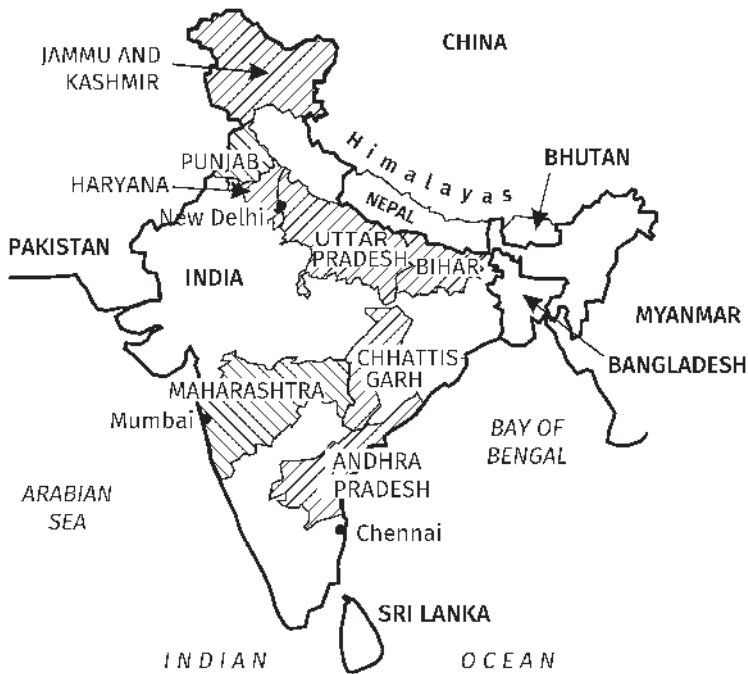 CHINA
JAMMU AND
KASHMIR
Himalayas
PUNJAB
BHUTAN
HARYANA
NEPAL
New Delhi
PAKISTAN
UTTAR
PRADESH
BIHAR
INDIA
MYANMAR
CHHATTIS-
GARH
BANGLADESH
MAHARASHTRA
Mumbai
BAY OF
BENGAL
ANDHRA
PRADESH
ARABIAN
SEA
Chennai
SRI LANKA
INDIAN OCEAN